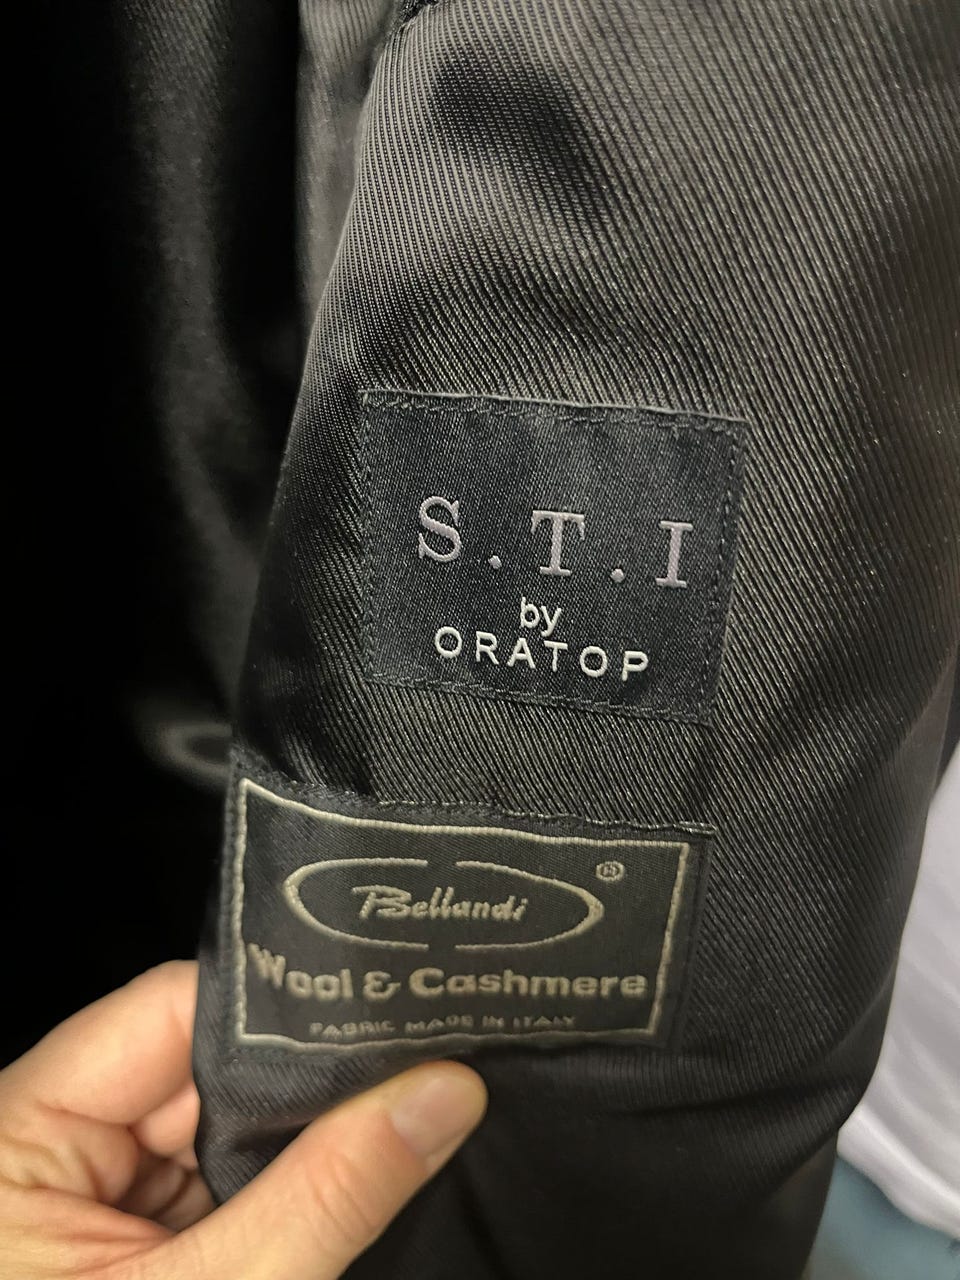 S.T.I
by
ORATOP
Bellandi®
Wool & Cashmere
FABRIC MADE IN ITALY